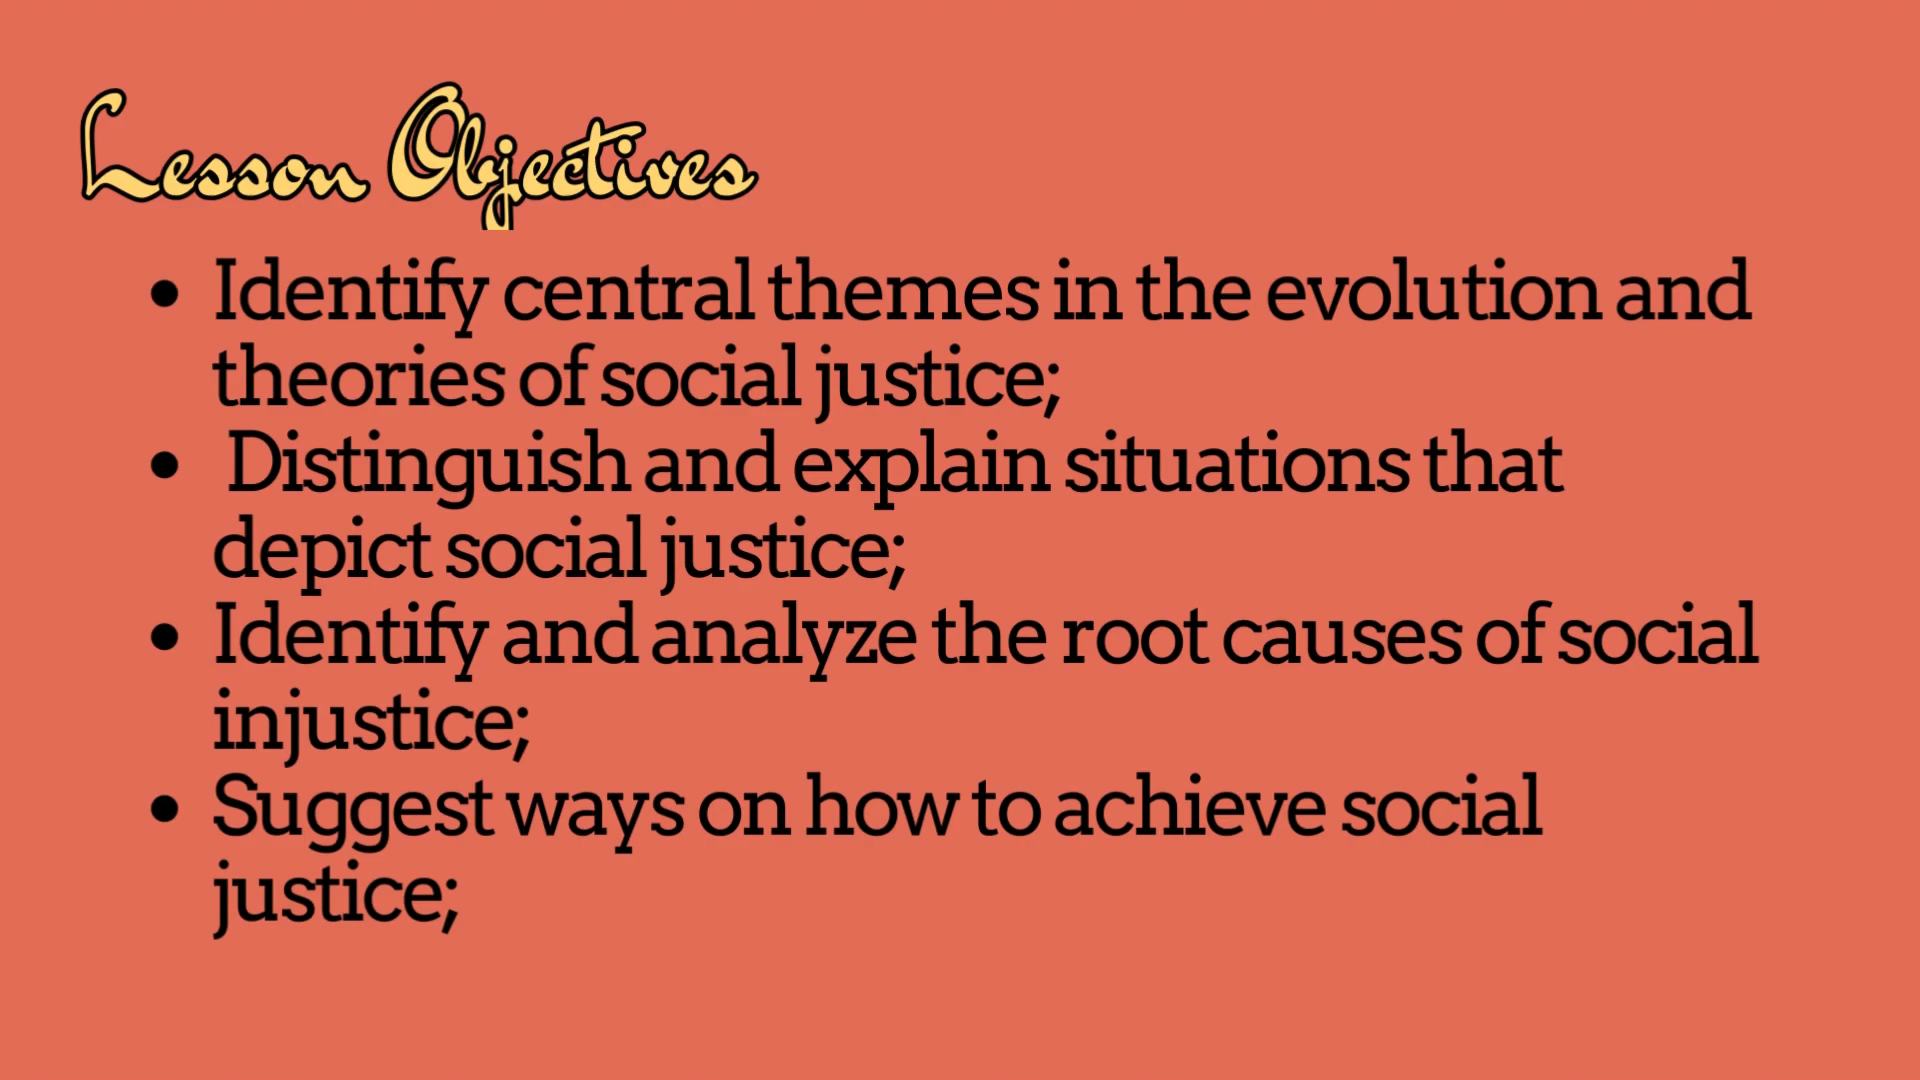 Lesson Objectives
• Identify central themes in the evolution and
theories of social justice;
• Distinguish and explain situations that
depict social justice;
• Identify and analyze the root causes of social
injustice;
• Suggest ways on how to achieve social
justice;